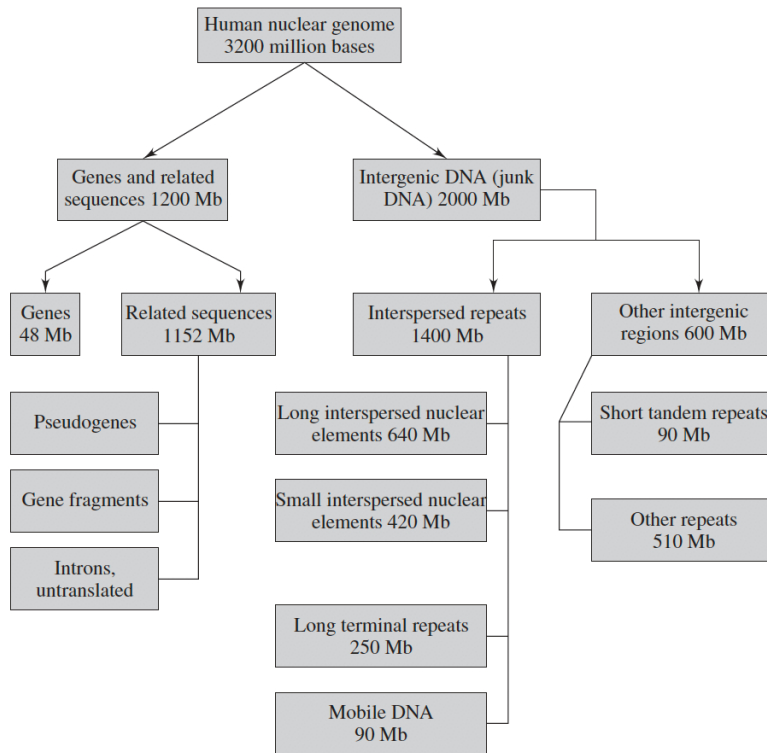 Human nuclear genome
3200 million bases
Genes and related
sequences 1200 Mb
Intergenic DNA (junk
DNA) 2000 Mb
Genes
48 Mb
Related sequences
1152 Mb
Interspersed repeats
1400 Mb
Other intergenic
regions 600 Mb
Pseudogenes
Long interspersed nuclear
elements 640 Mb
Short tandem repeats
90 Mb
Gene fragments
Small interspersed nuclear
elements 420 Mb
Other repeats
510 Mb
Introns,
untranslated
Long terminal repeats
250 Mb
Mobile DNA
90 Mb